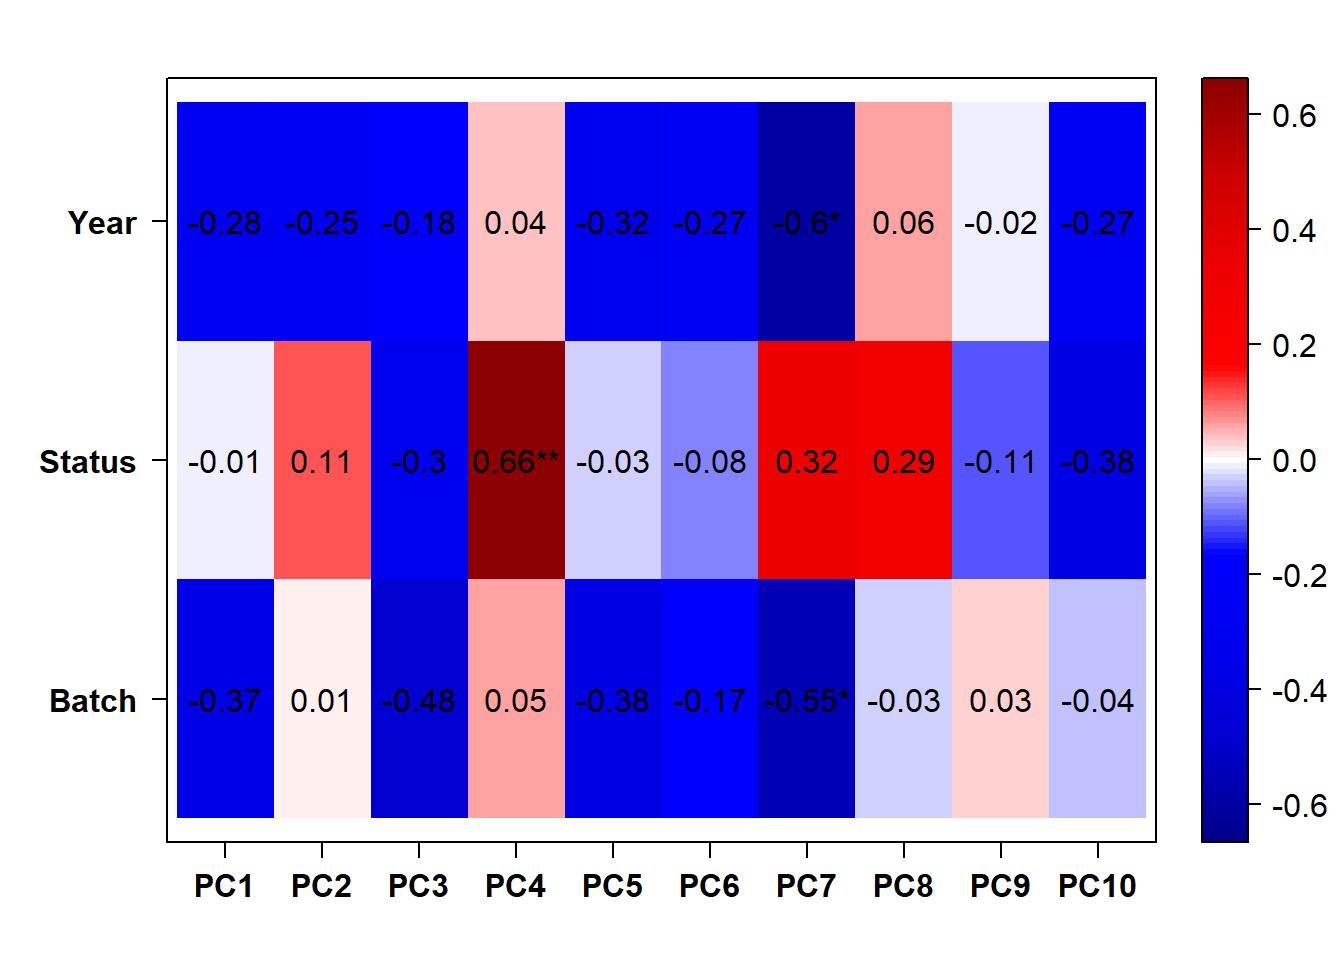 0.6
Year -0.28 -0.25 -0.18 0.04 -0.32 -0.27 -0.6* 0.06 -0.02 -0.27 0.4
0.2
Status -0.01 0.11 -0.3 0.66** -0.03 -0.08 0.32 0.29 -0.11 -0.38 0.0
-0.2
Batch -0.37 0.01 -0.48 0.05 -0.38 -0.17 -0.55* -0.03 0.03 -0.04 -0.4
-0.6
PC1 PC2 PC3 PC4 PC5 PC6 PC7 PC8 PC9 PC10